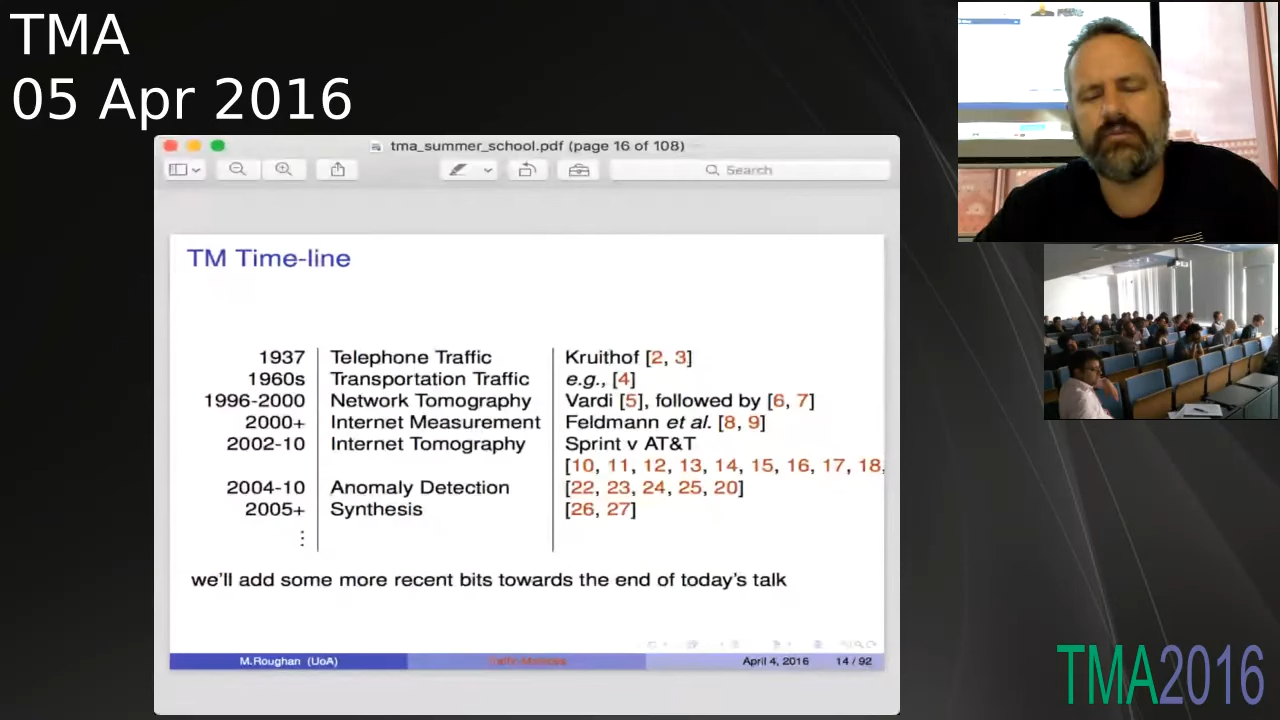 TMA
05 Apr 2016
tma_summer_school.pdf (page 16 of 108)
Search
TM Time-line
1937 Telephone Traffic Kruithof [2, 3]
1960s Transportation Traffic e.g., [4]
1996-2000 Network Tomography Vardi [5], followed by [6, 7]
2000+ Internet Measurement Feldmann et al. [8, 9]
2002-10 Internet Tomography Sprint v AT&T
[10, 11, 12, 13, 14, 15, 16, 17, 18,
2004-10 Anomaly Detection [22, 23, 24, 25, 20]
2005+ Synthesis [26, 27]
⋮
we'll add some more recent bits towards the end of today's talk
M.Roughan (UoA) April 4, 2016 14 / 92
TMA2016